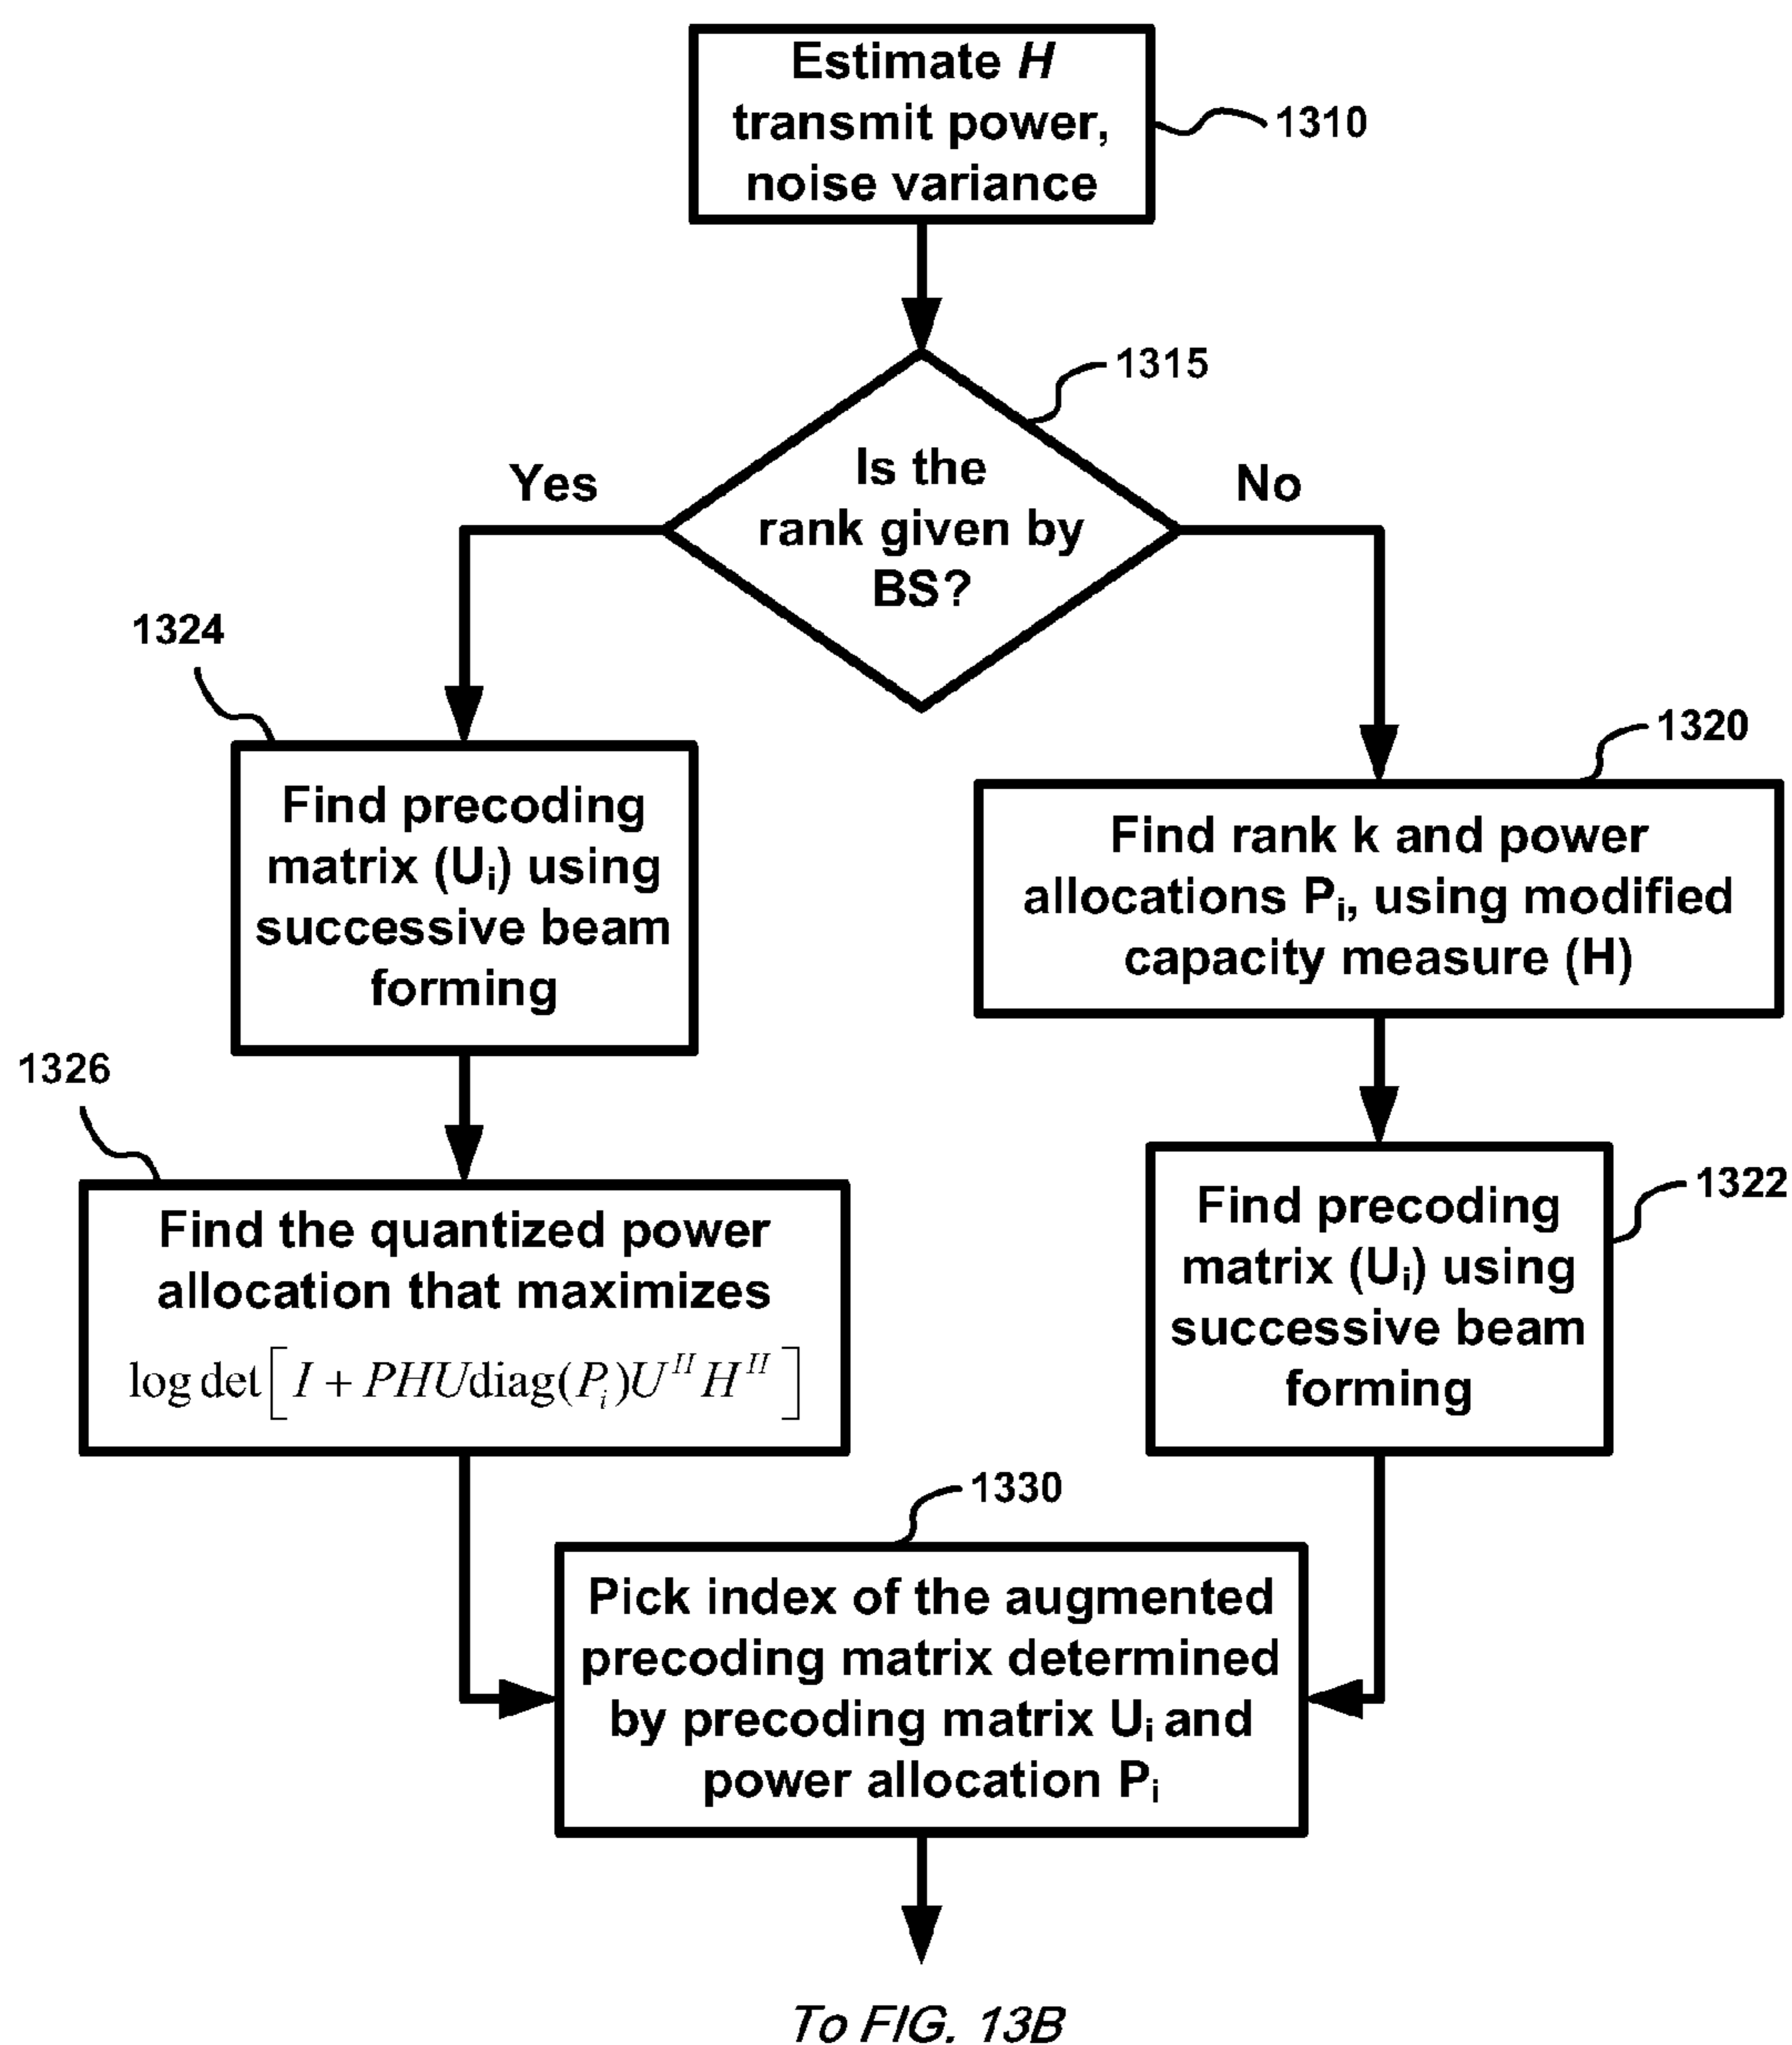 Estimate H
transmit power,
noise variance
1310
1315
Is the
rank given by
BS?
Yes
No
1324
Find precoding
matrix (Uᵢ) using
successive beam
forming
1320
Find rank k and power
allocations Pᵢ, using modified
capacity measure (H)
1326
Find the quantized power
allocation that maximizes
log det[I + PHUdiag(Pᵢ)Uᴵᴵ Hᴵᴵ]
1322
Find precoding
matrix (Uᵢ) using
successive beam
forming
1330
Pick index of the augmented
precoding matrix determined
by precoding matrix Uᵢ and
power allocation Pᵢ
To FIG. 13B